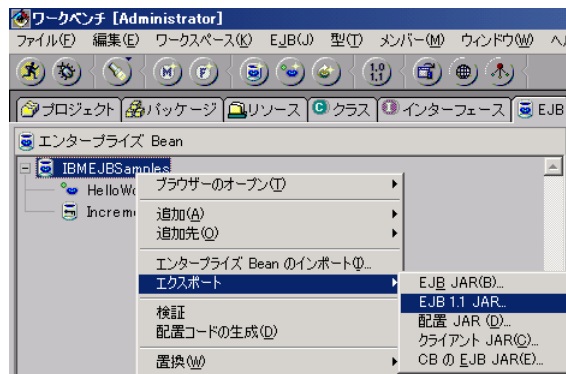 ワークベンチ [Administrator]
ファイル(F) 編集(E) ワークスペース(K) EJB(J) 型(T) メンバー(M) ウィンドウ(W) ヘ
M F 1.0 1.1
プロジェクト パッケージ リソース クラス インターフェース EJB
エンタープライズ Bean
IBMEJBSamples
HelloWo
Increme
ブラウザーのオープン(T)
追加(A)
追加先(O)
エンタープライズ Bean のインポート(I)...
エクスポート
検証
配置コードの生成(D)
置換(W)
EJB JAR(B)...
EJB 1.1 JAR...
配置 JAR (D)...
クライアント JAR(C)...
CB の EJB JAR(E)...